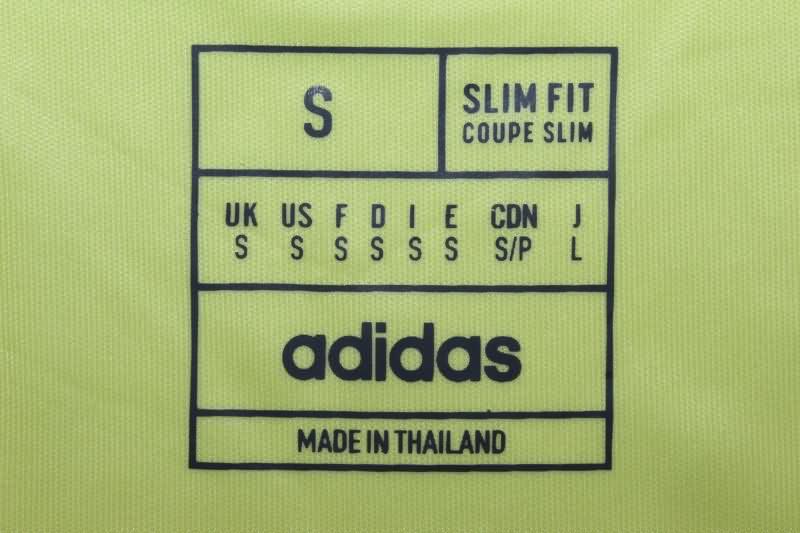 S
SLIM FIT
COUPE SLIM
UK US F D I E CDN J
S S S S S S S/P L
adidas
MADE IN THAILAND